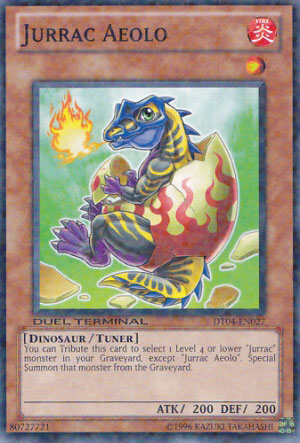 JURRAC AEOLO
FIRE
炎
DUEL TERMINAL
DT04-EN027
[DINOSAUR / TUNER]
You can Tribute this card to select 1 Level 4 or lower "Jurrac"
monster in your Graveyard, except "Jurrac Aeolo". Special
Summon that monster from the Graveyard.
ATK/ 200 DEF/ 200
80727721
©1996 KAZUKI TAKAHASHI